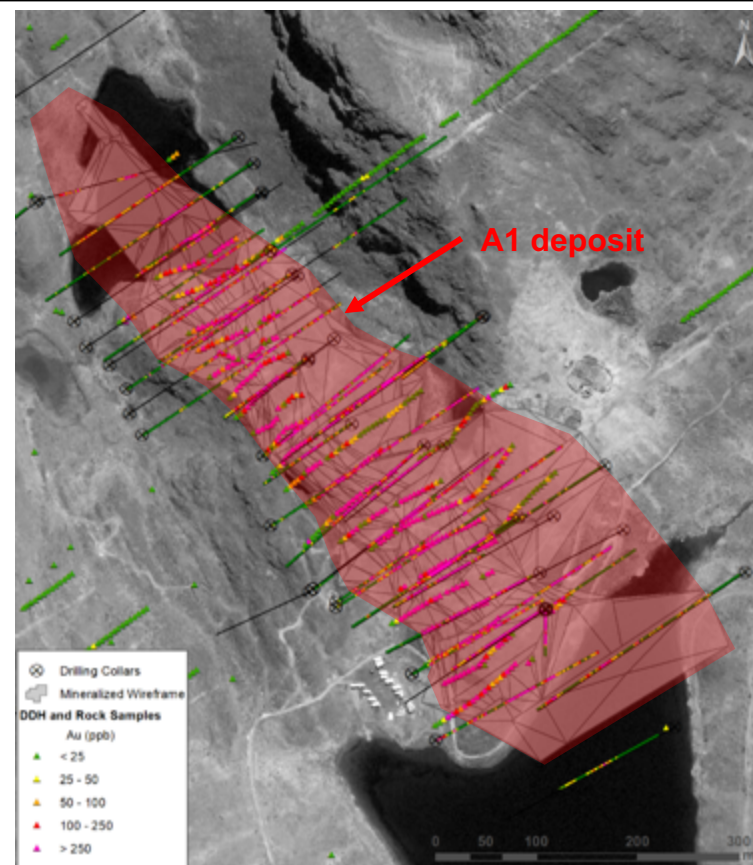 A1 deposit
Drilling Collars
Mineralized Wireframe
DDH and Rock Samples
Au (ppb)
< 25
25 - 50
50 - 100
100 - 250
> 250
0 50 100 200 300